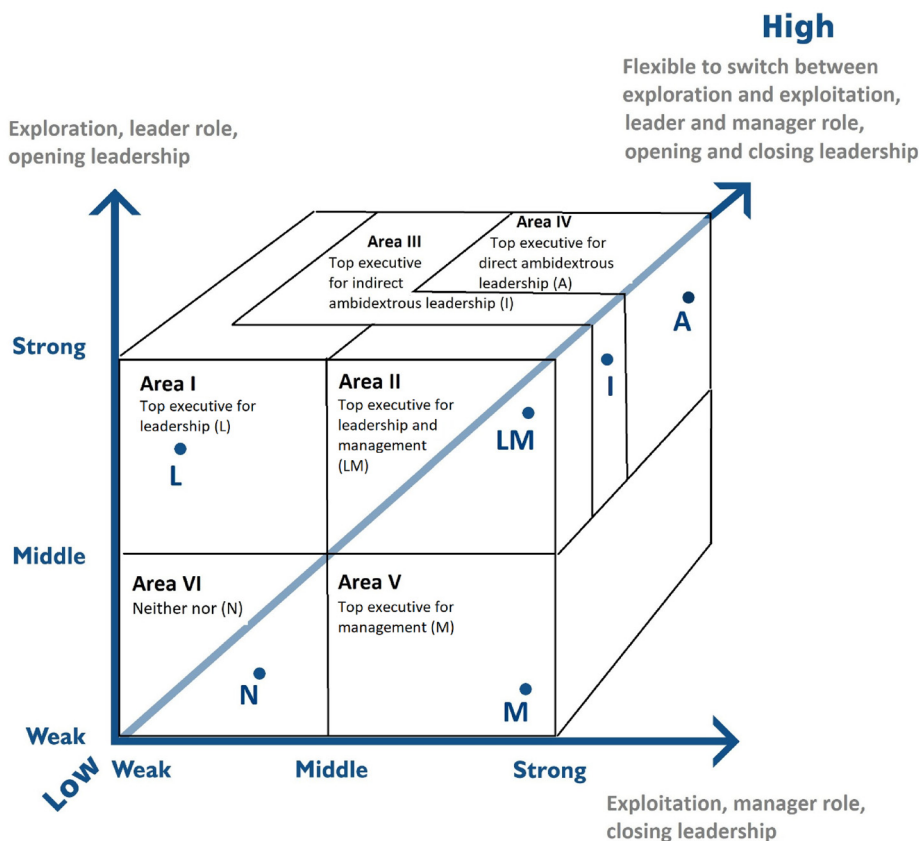 High
Flexible to switch between
exploration and exploitation,
leader and manager role,
opening and closing leadership
Exploration, leader role,
opening leadership
Area III
Top executive
for indirect
ambidextrous leadership (I)
Area IV
Top executive for
direct ambidextrous
leadership (A)
A
I
Strong
Area I
Top executive for
leadership (L)
L
Area II
Top executive for
leadership and
management
(LM)
LM
Middle
Area VI
Neither nor (N)
N
Area V
Top executive for
management (M)
M
Weak
Low
Weak
Middle
Strong
Exploitation, manager role,
closing leadership